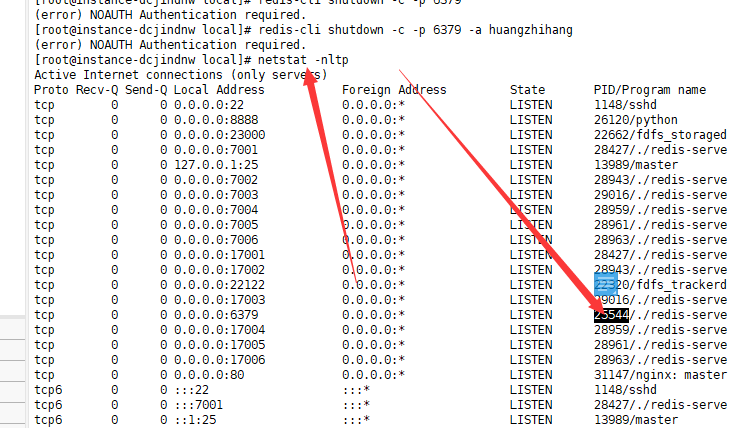 [root@instance-dcjindnw local]# redis-cli shutdown -c -p 6379
(error) NOAUTH Authentication required.
[root@instance-dcjindnw local]# redis-cli shutdown -c -p 6379 -a huangzhihang
(error) NOAUTH Authentication required.
[root@instance-dcjindnw local]# netstat -nltp
Active Internet connections (only servers)
Proto Recv-Q Send-Q Local Address Foreign Address State PID/Program name
tcp 0 0 0.0.0.0:22 0.0.0.0:* LISTEN 1148/sshd
tcp 0 0 0.0.0.0:8888 0.0.0.0:* LISTEN 26120/python
tcp 0 0 0.0.0.0:23000 0.0.0.0:* LISTEN 22662/fdfs_storaged
tcp 0 0 0.0.0.0:7001 0.0.0.0:* LISTEN 28427/./redis-serve
tcp 0 0 127.0.0.1:25 0.0.0.0:* LISTEN 13989/master
tcp 0 0 0.0.0.0:7002 0.0.0.0:* LISTEN 28943/./redis-serve
tcp 0 0 0.0.0.0:7003 0.0.0.0:* LISTEN 29016/./redis-serve
tcp 0 0 0.0.0.0:7004 0.0.0.0:* LISTEN 28959/./redis-serve
tcp 0 0 0.0.0.0:7005 0.0.0.0:* LISTEN 28961/./redis-serve
tcp 0 0 0.0.0.0:7006 0.0.0.0:* LISTEN 28963/./redis-serve
tcp 0 0 0.0.0.0:17001 0.0.0.0:* LISTEN 28427/./redis-serve
tcp 0 0 0.0.0.0:17002 0.0.0.0:* LISTEN 28943/./redis-serve
tcp 0 0 0.0.0.0:22122 0.0.0.0:* LISTEN /fdfs_trackerd
tcp 0 0 0.0.0.0:17003 0.0.0.0:* LISTEN 29016/./redis-serve
tcp 0 0 0.0.0.0:6379 0.0.0.0:* LISTEN 25544/./redis-serve
tcp 0 0 0.0.0.0:17004 0.0.0.0:* LISTEN 28959/./redis-serve
tcp 0 0 0.0.0.0:17005 0.0.0.0:* LISTEN 28961/./redis-serve
tcp 0 0 0.0.0.0:17006 0.0.0.0:* LISTEN 28963/./redis-serve
tcp 0 0 0.0.0.0:80 0.0.0.0:* LISTEN 31147/nginx: master
tcp6 0 0 :::22 :::* LISTEN 1148/sshd
tcp6 0 0 :::7001 :::* LISTEN 28427/./redis-serve
tcp6 0 0 ::1:25 :::* LISTEN 13989/master